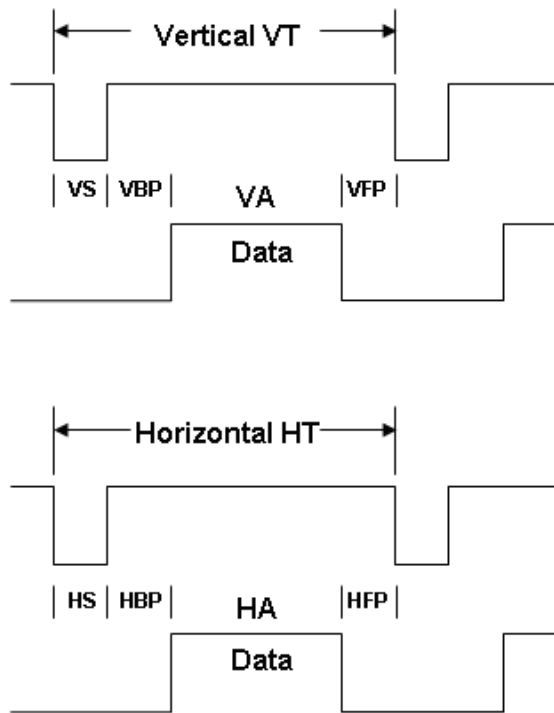 Vertical VT
VS VBP VA VFP
Data
Horizontal HT
HS HBP HA HFP
Data